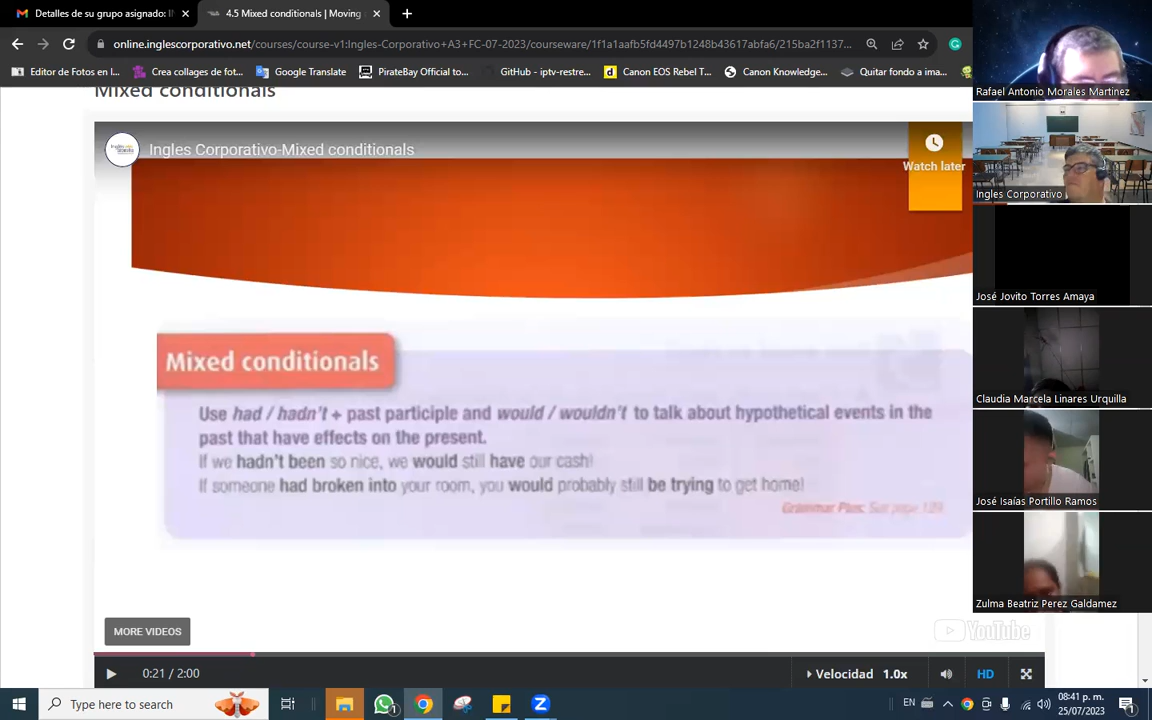 Detalles de su grupo asignado: I
4.5 Mixed conditionals | Moving
online.inglescorporativo.net/courses/course-v1:Ingles-Corporativo+A3+FC-07-2023/courseware/1f1a1aafb5fd4497b1248b43617abfa6/215ba2f1137...
Editor de Fotos en l...
Crea collages de fot...
Google Translate
PirateBay Official to...
GitHub - iptv-restre...
Canon EOS Rebel T...
Canon Knowledge...
Quitar fondo a ima...
Mixed conditionals
Ingles Corporativo-Mixed conditionals
Watch later
Mixed conditionals
Use had / hadn't + past participle and would / wouldn't to talk about hypothetical events in the
past that have effects on the present.
If we hadn't been so nice, we would still have our cash!
If someone had broken into your room, you would probably still be trying to get home!
Grammar Plus: See page 129
MORE VIDEOS
YouTube
0:21 / 2:00
Velocidad 1.0x
HD
Rafael Antonio Morales Martinez
Ingles Corporativo
José Jovito Torres Amaya
Claudia Marcela Linares Urquilla
José Isaías Portillo Ramos
Zulma Beatriz Perez Galdamez
Type here to search
1
EN
08:41 p. m.
25/07/2023
1